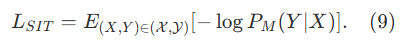 L_{SIT} = E_{(X,Y)∈(𝒳,𝒴)}[− log P_M(Y|X)]. (9)